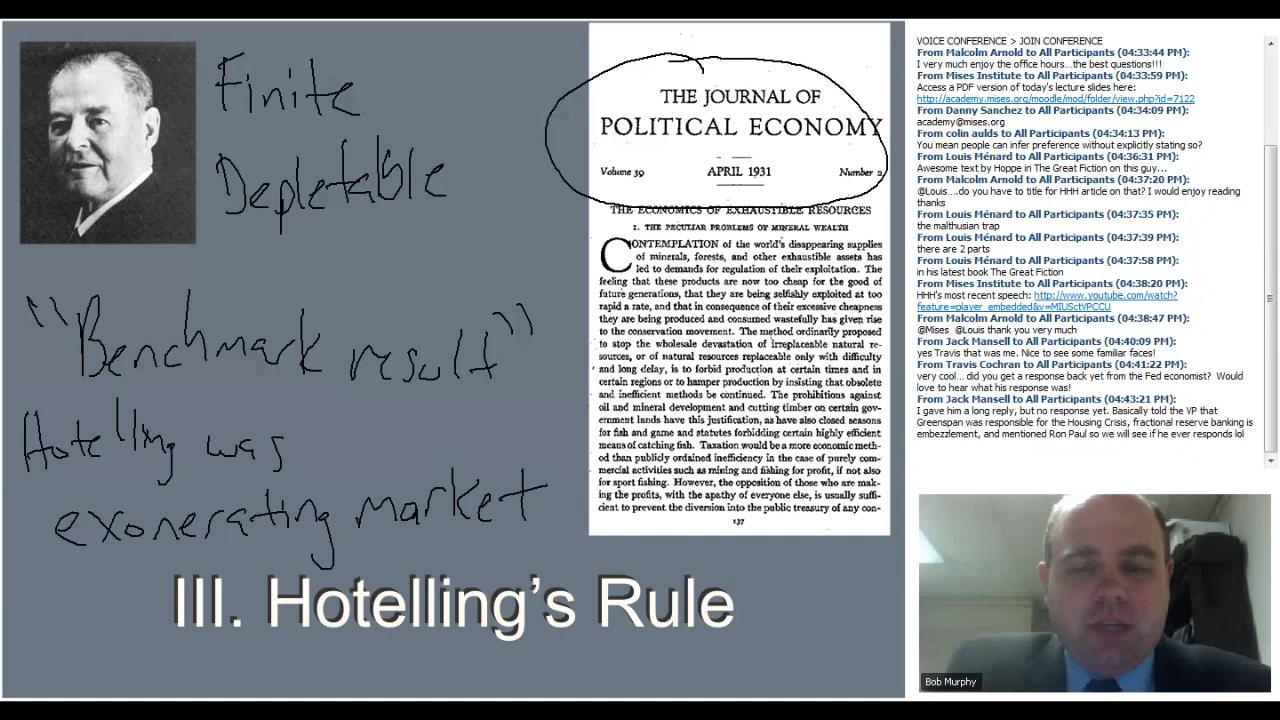 Finite
Depletable
"Benchmark result"
Hotelling was
exonerating market
III. Hotelling's Rule
THE JOURNAL OF
POLITICAL ECONOMY
Volume 39 APRIL 1931 Number 2
THE ECONOMICS OF EXHAUSTIBLE RESOURCES
I. THE PECULIAR PROBLEMS OF MINERAL WEALTH
CONTEMPLATION of the world's disappearing supplies
of minerals, forests, and other exhaustible assets has
led to demands for regulation of their exploitation. The
feeling that these products are now too cheap for the good of
future generations, that they are being selfishly exploited at too
rapid a rate, and that in consequence of their excessive cheapness
they are being produced and consumed wastefully has given rise
to the conservation movement. The method ordinarily proposed
to stop the wholesale devastation of irreplaceable natural re-
sources, or of natural resources replaceable only with difficulty
and long delay, is to forbid production at certain times and in
certain regions or to hamper production by insisting that obsolete
and inefficient methods be continued. The prohibitions against
oil and mineral development and cutting timber on certain gov-
ernment lands have this justification, as have also closed seasons
for fish and game and statutes forbidding certain highly efficient
means of catching fish. Taxation would be a more economic meth-
od than publicly ordained inefficiency in the case of purely com-
mercial activities such as mining and fishing for profit, if not also
for sport fishing. However, the opposition of those who are mak-
ing the profits, with the apathy of everyone else, is usually suffi-
cient to prevent the diversion into the public treasury of any con-
137
VOICE CONFERENCE > JOIN CONFERENCE
From Malcolm Arnold to All Participants (04:33:44 PM):
I very much enjoy the office hours...the best questions!!!
From Mises Institute to All Participants (04:33:59 PM):
Access a PDF version of today's lecture slides here:
http://academy.mises.org/moodle/mod/folder/view.php?id=7122
From Danny Sanchez to All Participants (04:34:09 PM):
academy@mises.org
From colin aulds to All Participants (04:34:13 PM):
You mean people can infer preference without explicitly stating so?
From Louis Ménard to All Participants (04:36:31 PM):
Awesome text by Hoppe in The Great Fiction on this guy...
From Malcolm Arnold to All Participants (04:37:20 PM):
@Louis....do you have to title for HHH article on that? I would enjoy reading
thanks
From Louis Ménard to All Participants (04:37:35 PM):
the malthusian trap
From Louis Ménard to All Participants (04:37:39 PM):
there are 2 parts
From Louis Ménard to All Participants (04:37:58 PM):
in his latest book The Great Fiction
From Mises Institute to All Participants (04:38:20 PM):
HHH's most recent speech: http://www.youtube.com/watch?
feature=player_embedded&v=MIUSctVPCCU
From Malcolm Arnold to All Participants (04:38:47 PM):
@Mises @Louis thank you very much
From Jack Mansell to All Participants (04:40:09 PM):
yes Travis that was me. Nice to see some familiar faces!
From Travis Cochran to All Participants (04:41:22 PM):
very cool... did you get a response back yet from the Fed economist? Would
love to hear what his response was!
From Jack Mansell to All Participants (04:43:21 PM):
I gave him a long reply, but no response yet. Basically told the VP that
Greenspan was responsible for the Housing Crisis, fractional reserve banking is
embezzlement, and mentioned Ron Paul so we will see if he ever responds lol
Bob Murphy